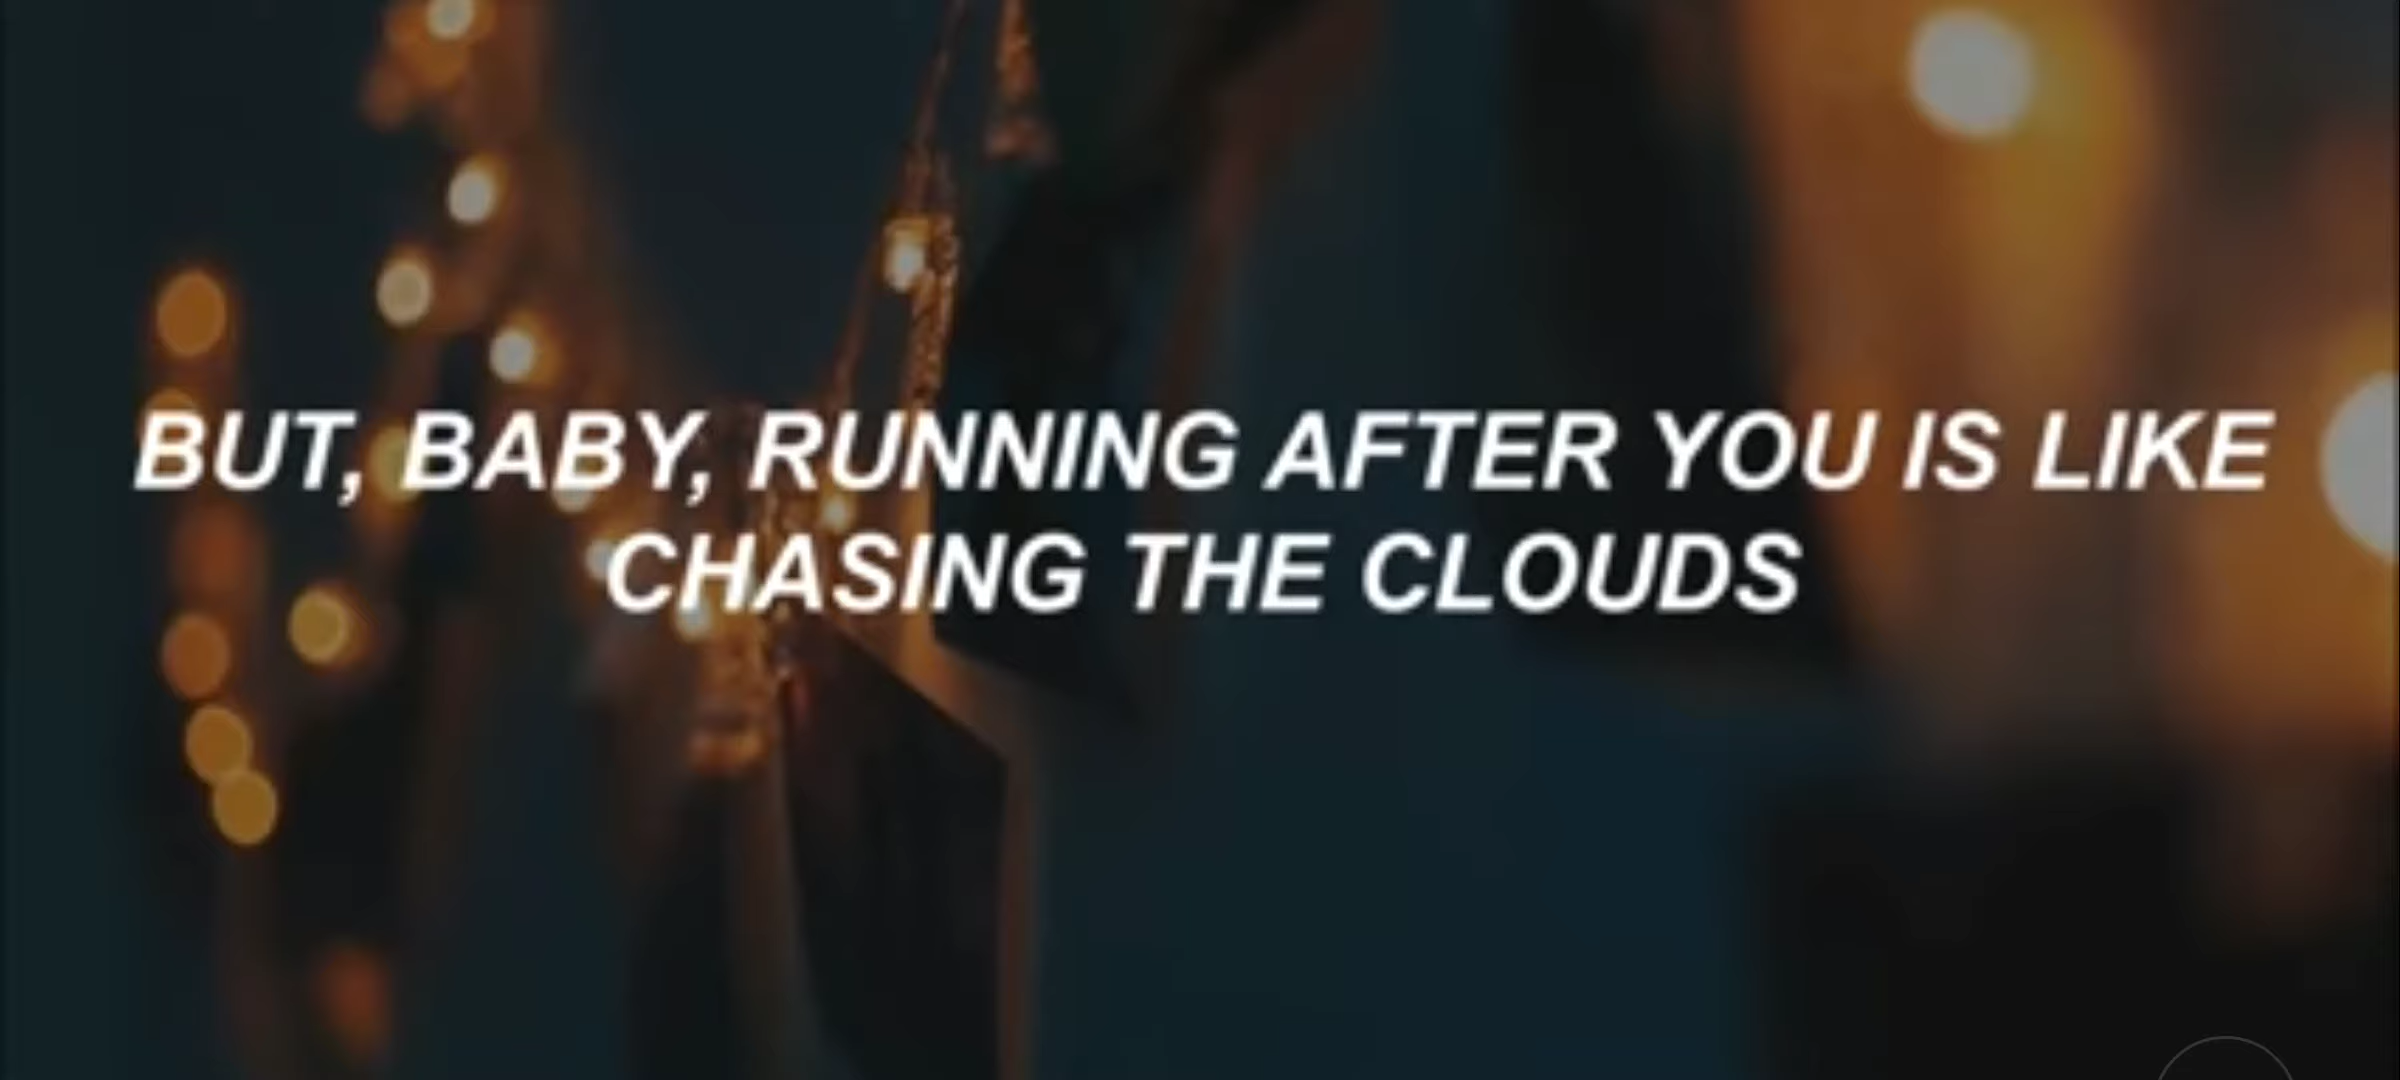 BUT, BABY, RUNNING AFTER YOU IS LIKE
CHASING THE CLOUDS